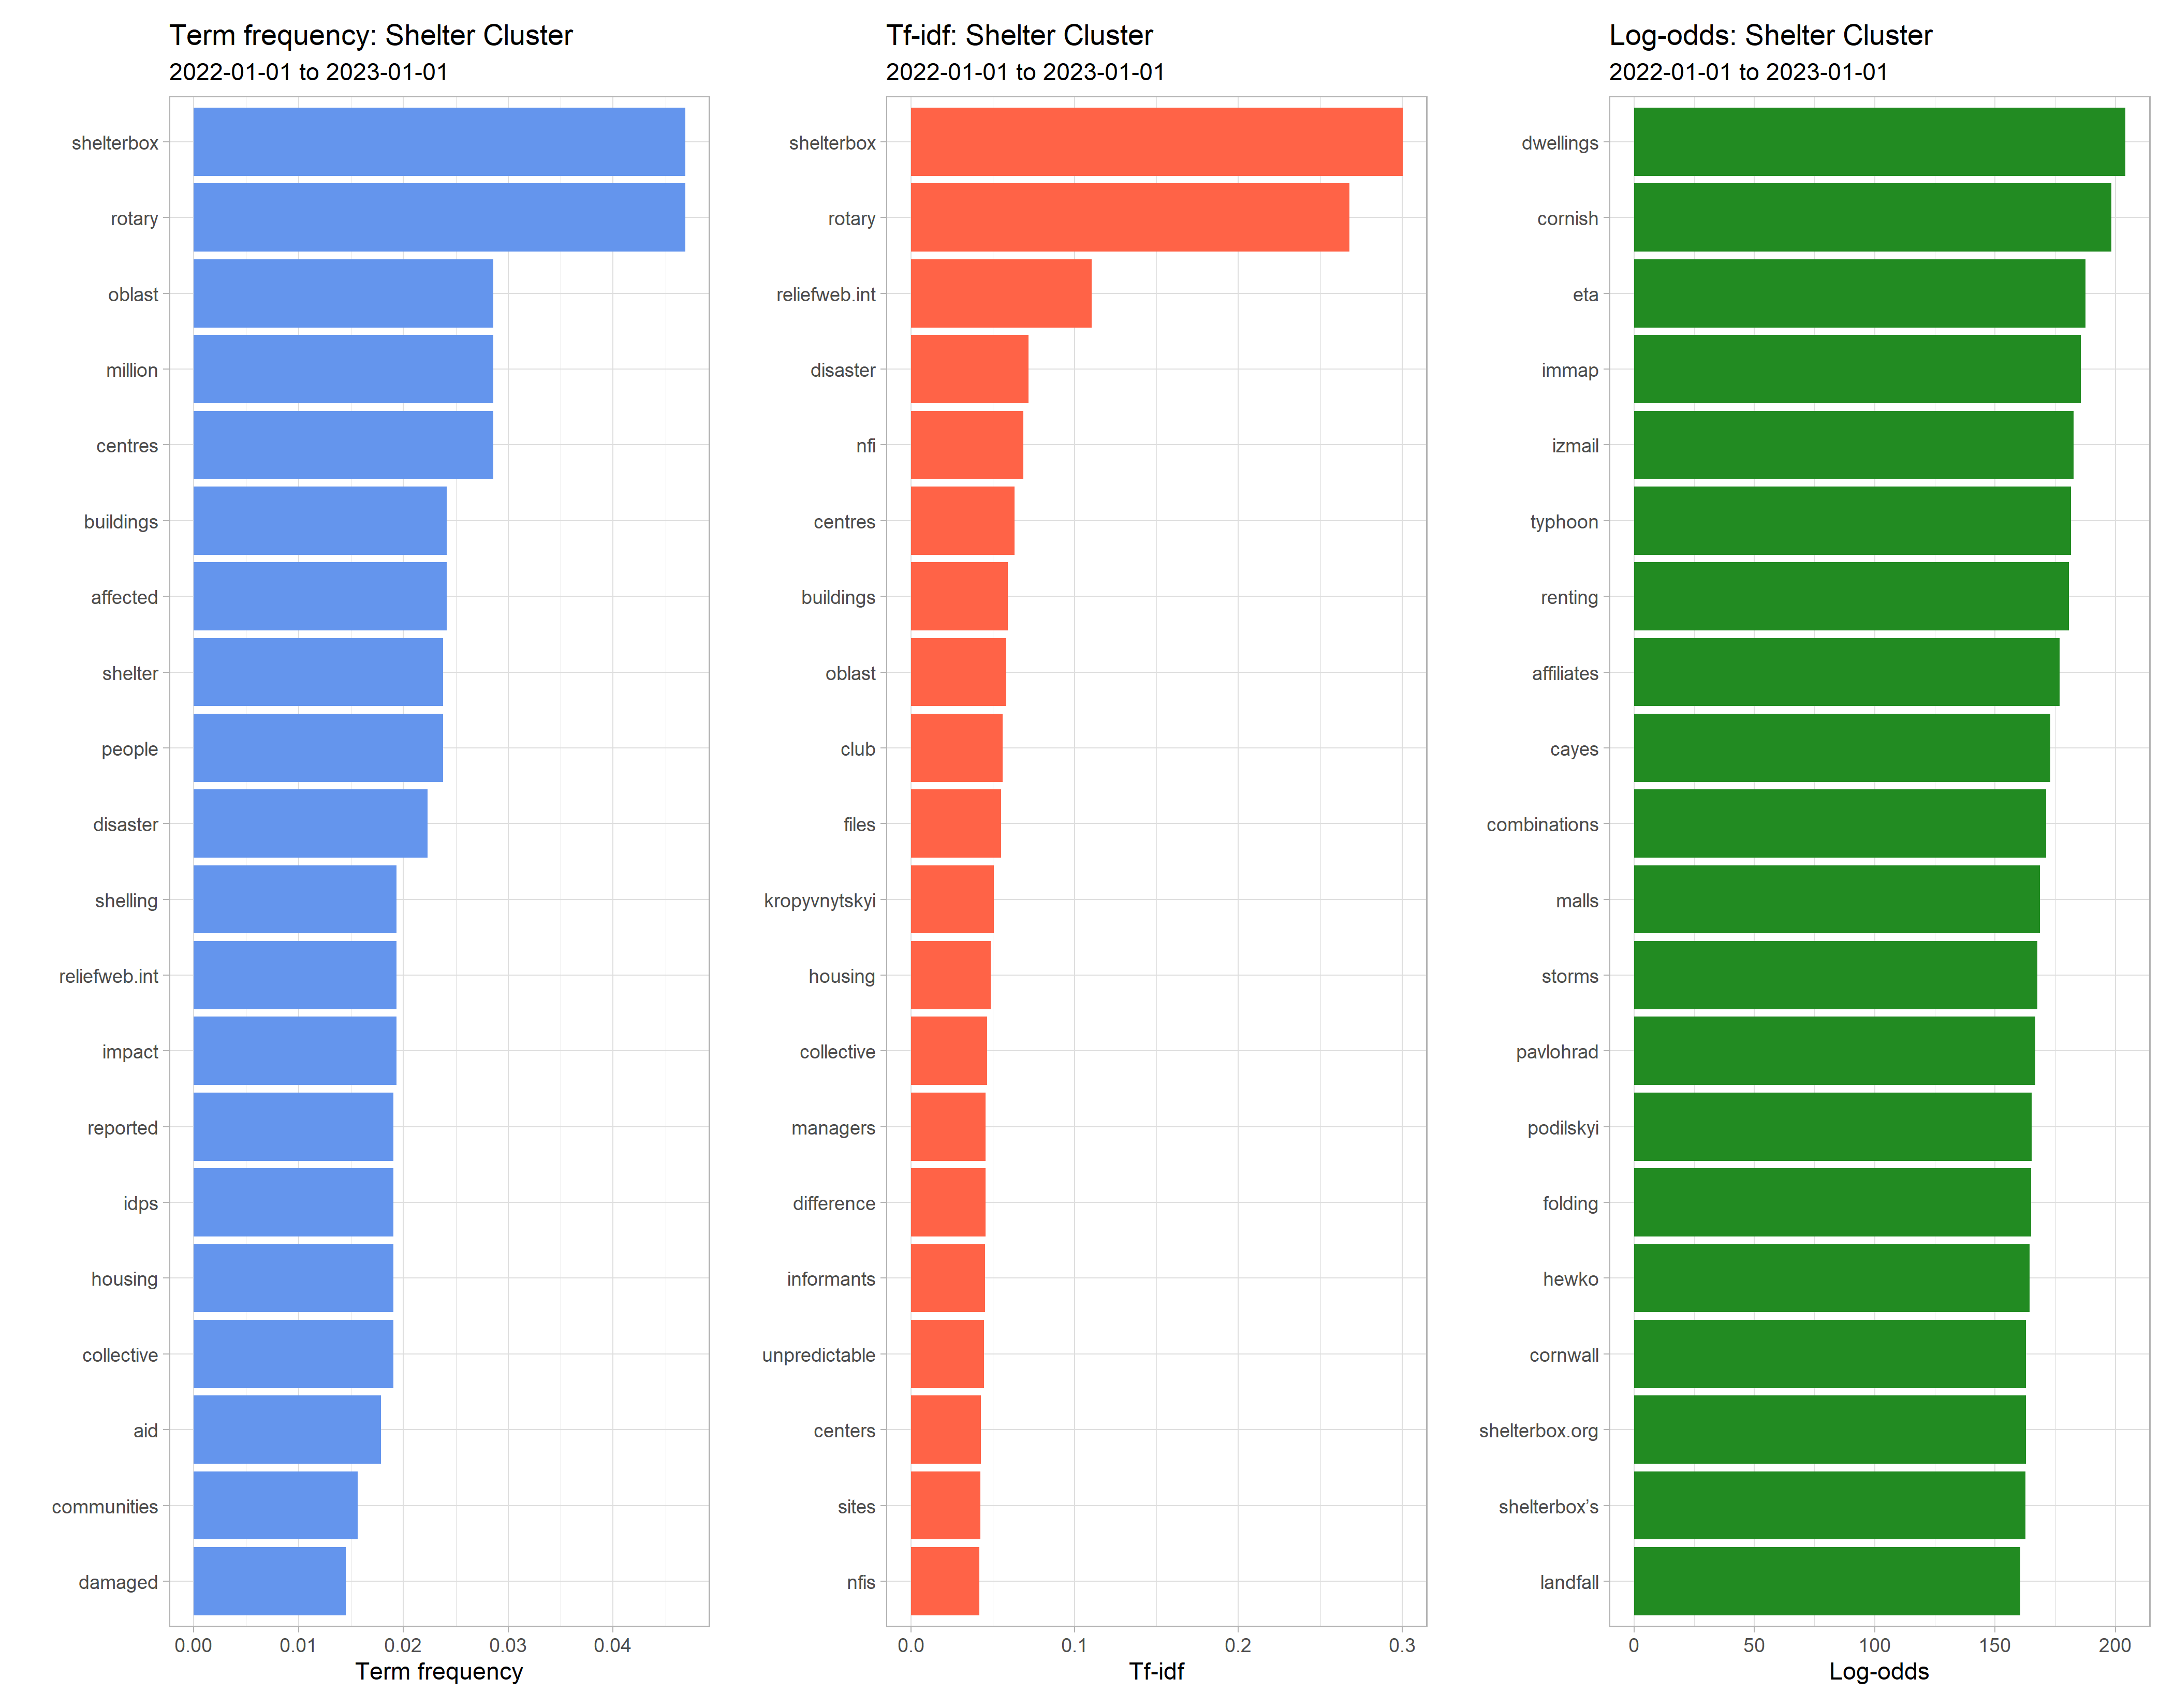 Term frequency: Shelter Cluster
2022-01-01 to 2023-01-01
shelterbox
rotary
oblast
million
centres
buildings
affected
shelter
people
disaster
shelling
reliefweb.int
impact
reported
idps
housing
collective
aid
communities
damaged
0.00 0.01 0.02 0.03 0.04
Term frequency
Tf-idf: Shelter Cluster
2022-01-01 to 2023-01-01
shelterbox
rotary
reliefweb.int
disaster
nfi
centres
buildings
oblast
club
files
kropyvnytskyi
housing
collective
managers
difference
informants
unpredictable
centers
sites
nfis
0.0 0.1 0.2 0.3
Tf-idf
Log-odds: Shelter Cluster
2022-01-01 to 2023-01-01
dwellings
cornish
eta
immap
izmail
typhoon
renting
affiliates
cayes
combinations
malls
storms
pavlohrad
podilskyi
folding
hewko
cornwall
shelterbox.org
shelterbox’s
landfall
0 50 100 150 200
Log-odds